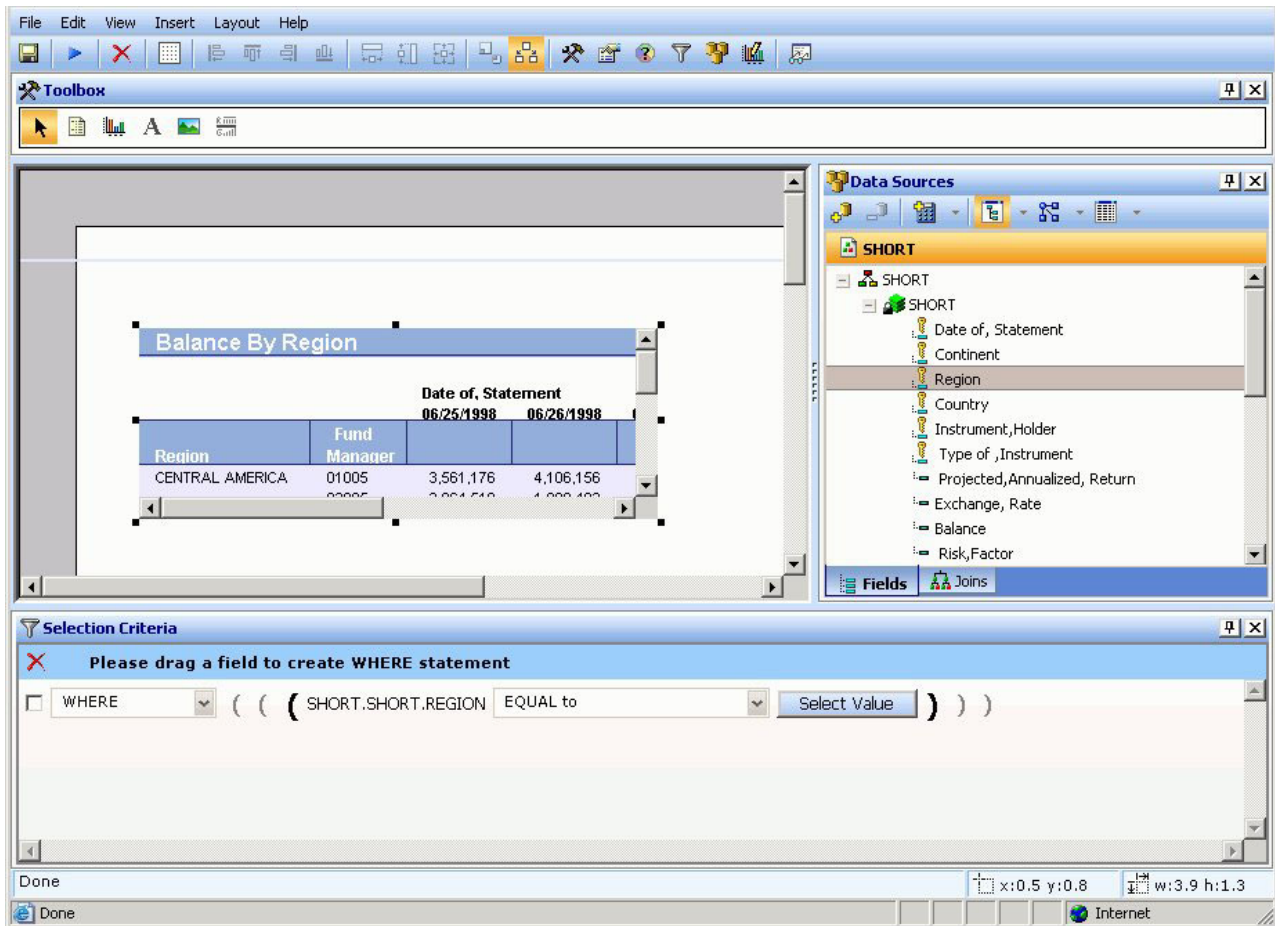 File Edit View Insert Layout Help
Toolbox
A
Data Sources
SHORT
SHORT
SHORT
Date of, Statement
Continent
Region
Country
Instrument,Holder
Type of ,Instrument
Projected,Annualized, Return
Exchange, Rate
Balance
Risk,Factor
Fields Joins
Balance By Region
Date of, Statement
06/25/1998 06/26/1998
Region Fund Manager
CENTRAL AMERICA 01005 3,561,176 4,106,156
Selection Criteria
Please drag a field to create WHERE statement
WHERE ( ( ( SHORT.SHORT.REGION EQUAL to Select Value ) ) )
Done x:0.5 y:0.8 w:3.9 h:1.3
Done Internet